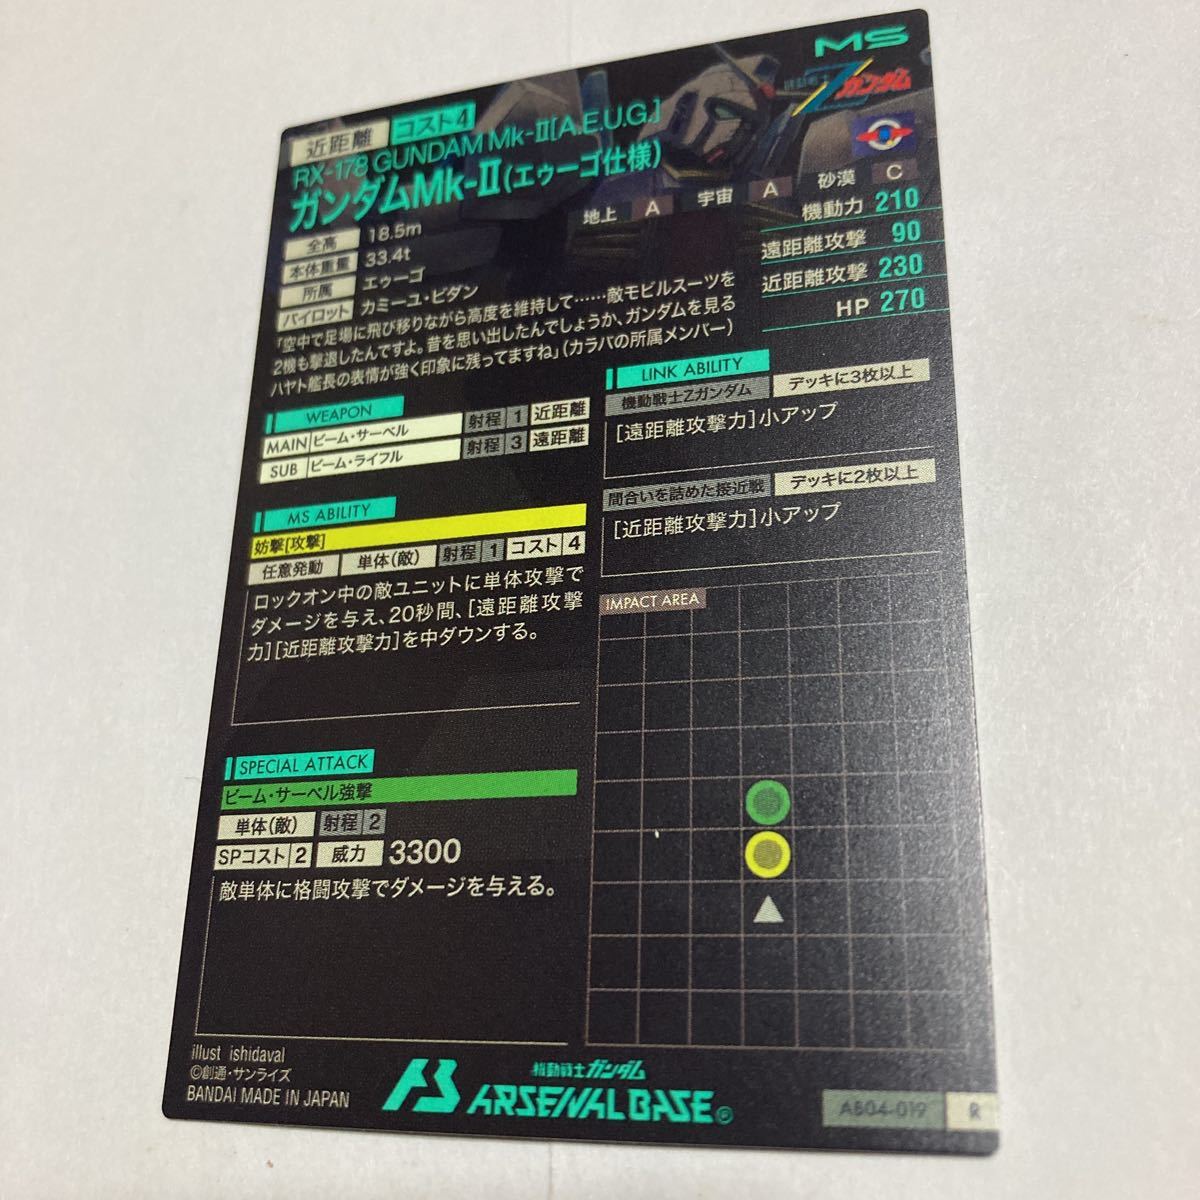 MS
機動戦士Zガンダム
近距離 コスト4
RX-178 GUNDAM Mk-II[A.E.U.G.]
ガンダムMk-II(エゥーゴ仕様)
地上 A 宇宙 A 砂漠 C
全高 18.5m
本体重量 33.4t
所属 エゥーゴ
パイロット カミーユ・ビダン
機動力 210
遠距離攻撃 90
近距離攻撃 230
HP 270
「空中で足場に飛び移りながら高度を維持して……敵モビルスーツを
2機も撃退したんですよ。昔を思い出したんでしょうか、ガンダムを見る
ハヤト艦長の表情が強く印象に残ってますね」(カラバの所属メンバー)
WEAPON
MAIN ビーム・サーベル 射程 1 近距離
SUB ビーム・ライフル 射程 3 遠距離
MS ABILITY
妨撃[攻撃]
任意発動 単体(敵) 射程 1 コスト 4
ロックオン中の敵ユニットに単体攻撃で
ダメージを与え、20秒間、[遠距離攻撃
力][近距離攻撃力]を中ダウンする。
SPECIAL ATTACK
ビーム・サーベル強撃
単体(敵) 射程 2
SPコスト 2 威力 3300
敵単体に格闘攻撃でダメージを与える。
LINK ABILITY
機動戦士Zガンダム デッキに3枚以上
[遠距離攻撃力]小アップ
間合いを詰めた接近戦 デッキに2枚以上
[近距離攻撃力]小アップ
IMPACT AREA
illust ishidaval
©創通・サンライズ
BANDAI MADE IN JAPAN
AB 機動戦士ガンダム
ARSENAL BASE®
AB04-019 R